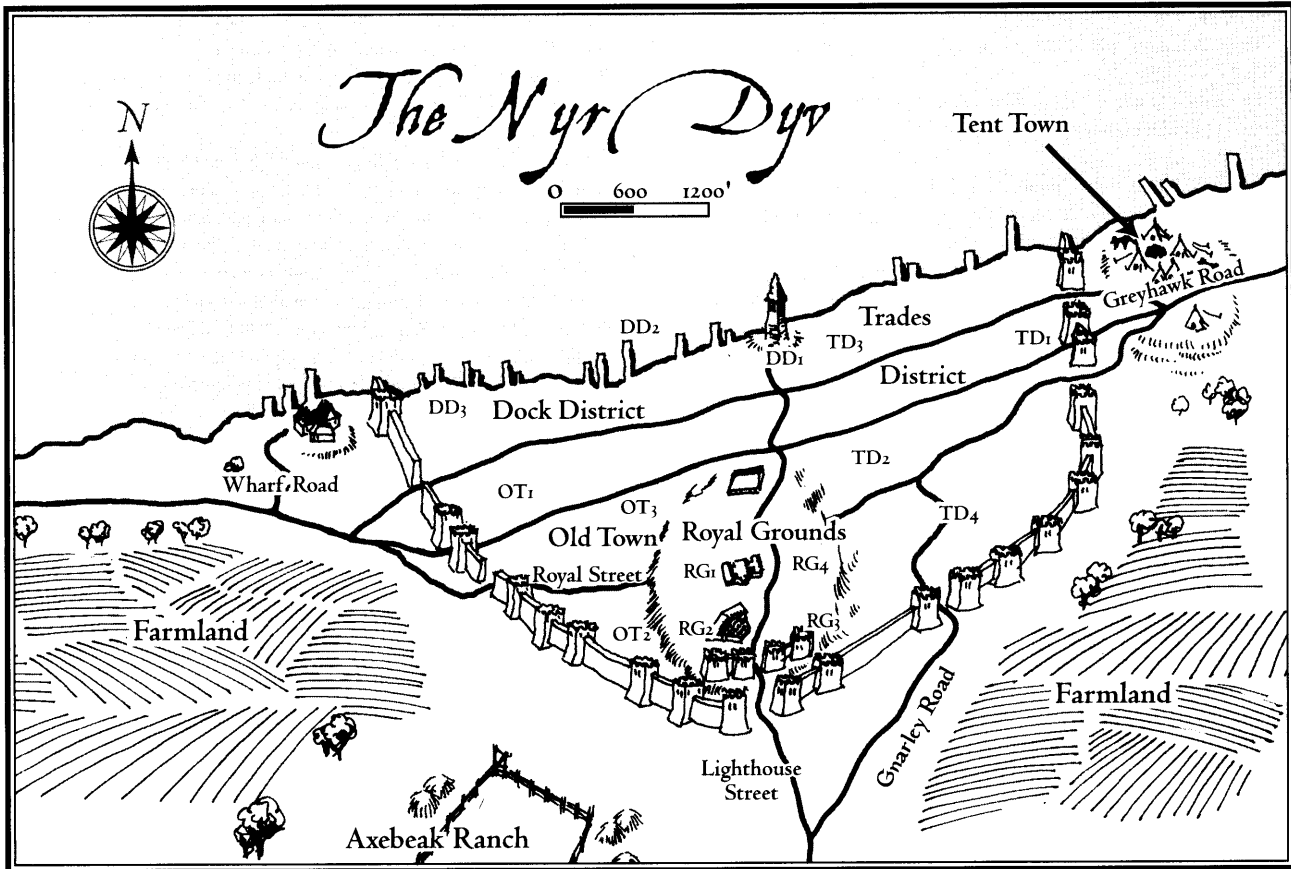 The Nyr Dyv
N
0 600 1200'
Tent Town
Greyhawk Road
Trades
District
DD2
DD1
TD3
TD1
DD3
Dock District
Wharf Road
OT1
OT3
TD2
TD4
Old Town
Royal Grounds
Royal Street
RG1
RG4
OT2
RG2
RG3
Farmland
Farmland
Gnarley Road
Lighthouse
Street
Axebeak Ranch